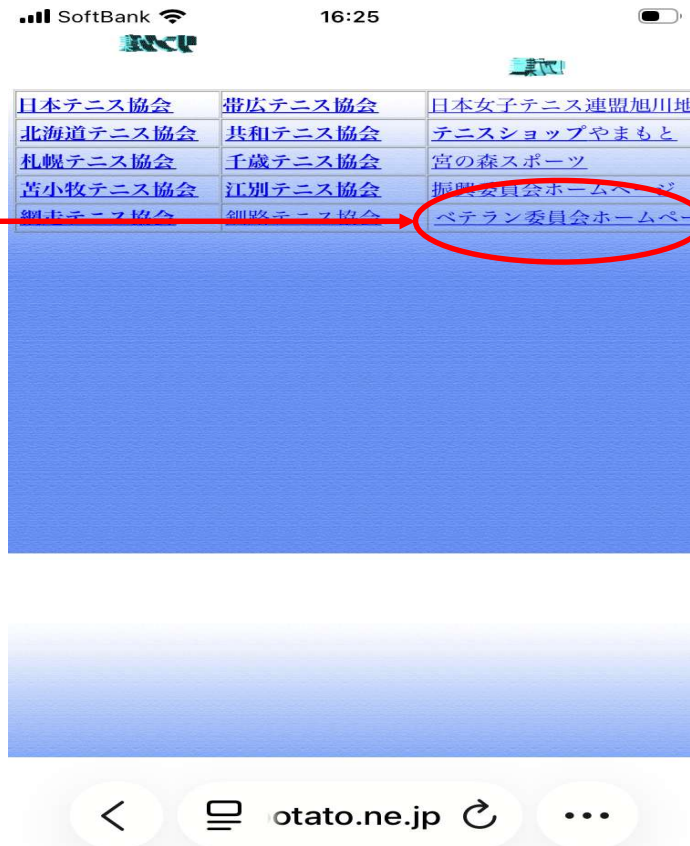 SoftBank 16:25
日本テニス協会 帯広テニス協会 日本女子テニス連盟旭川地
北海道テニス協会 共和テニス協会 テニスショップやまもと
札幌テニス協会 千歳テニス協会 宮の森スポーツ
苫小牧テニス協会 江別テニス協会 振興委員会ホームページ
網走テニス協会 釧路テニス協会 ベテラン委員会ホームペー
otato.ne.jp